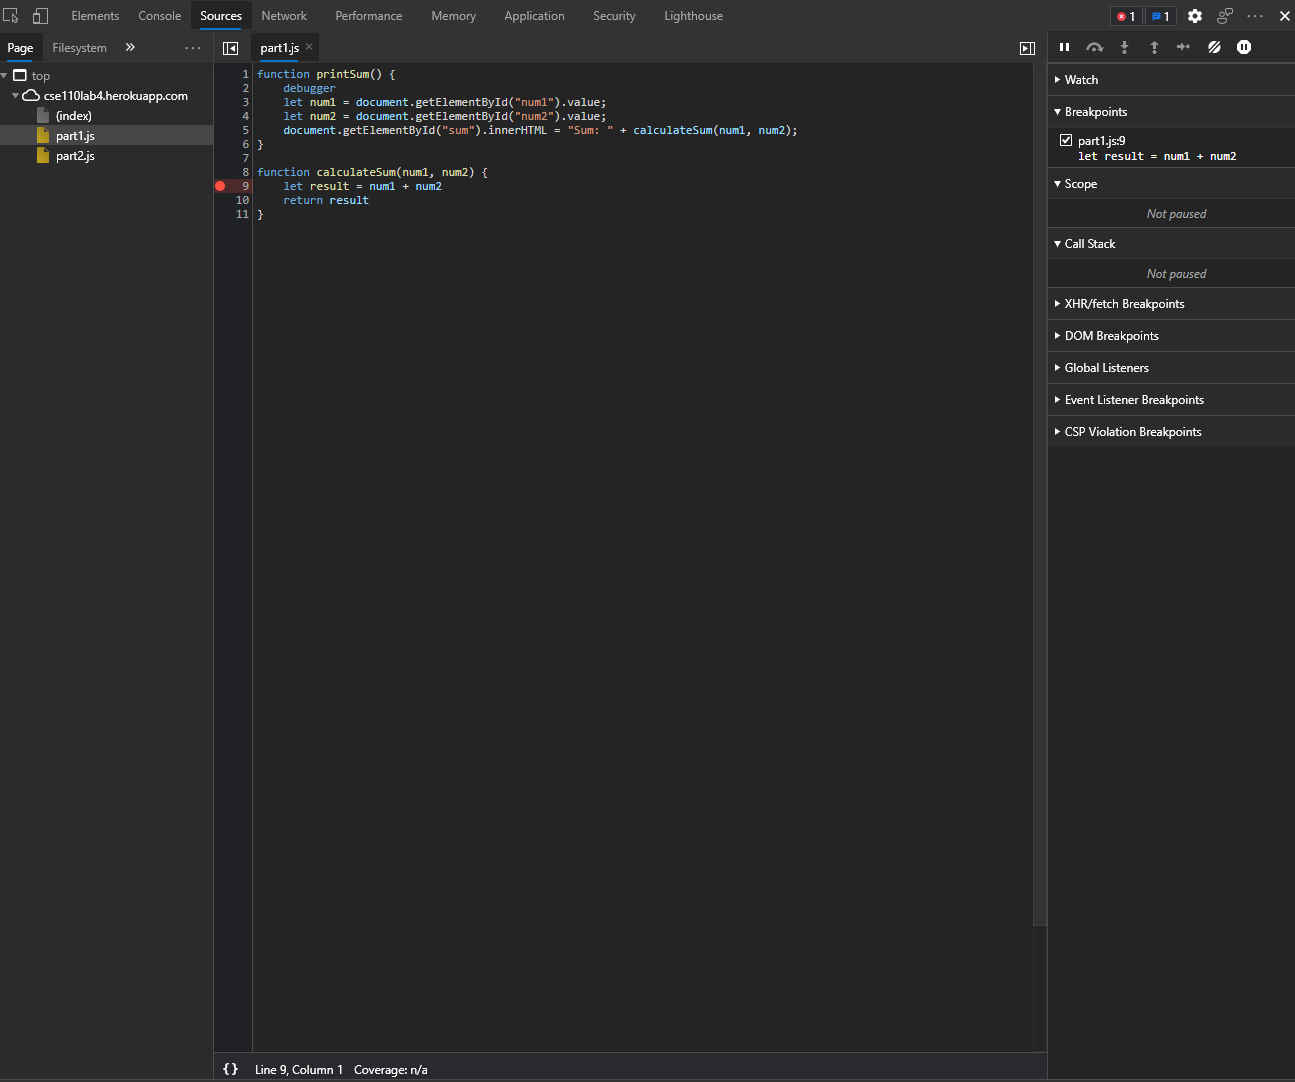 Elements Console Sources Network Performance Memory Application Security Lighthouse 1 1 ··· ×
Page Filesystem » ···
top
cse110lab4.herokuapp.com
(index)
part1.js
part2.js
part1.js ×
1 function printSum() {
2 debugger
3 let num1 = document.getElementById("num1").value;
4 let num2 = document.getElementById("num2").value;
5 document.getElementById("sum").innerHTML = "Sum: " + calculateSum(num1, num2);
6 }
7
8 function calculateSum(num1, num2) {
9 let result = num1 + num2
10 return result
11 }
{} Line 9, Column 1 Coverage: n/a
Watch
Breakpoints
part1.js:9
let result = num1 + num2
Scope
Not paused
Call Stack
Not paused
XHR/fetch Breakpoints
DOM Breakpoints
Global Listeners
Event Listener Breakpoints
CSP Violation Breakpoints